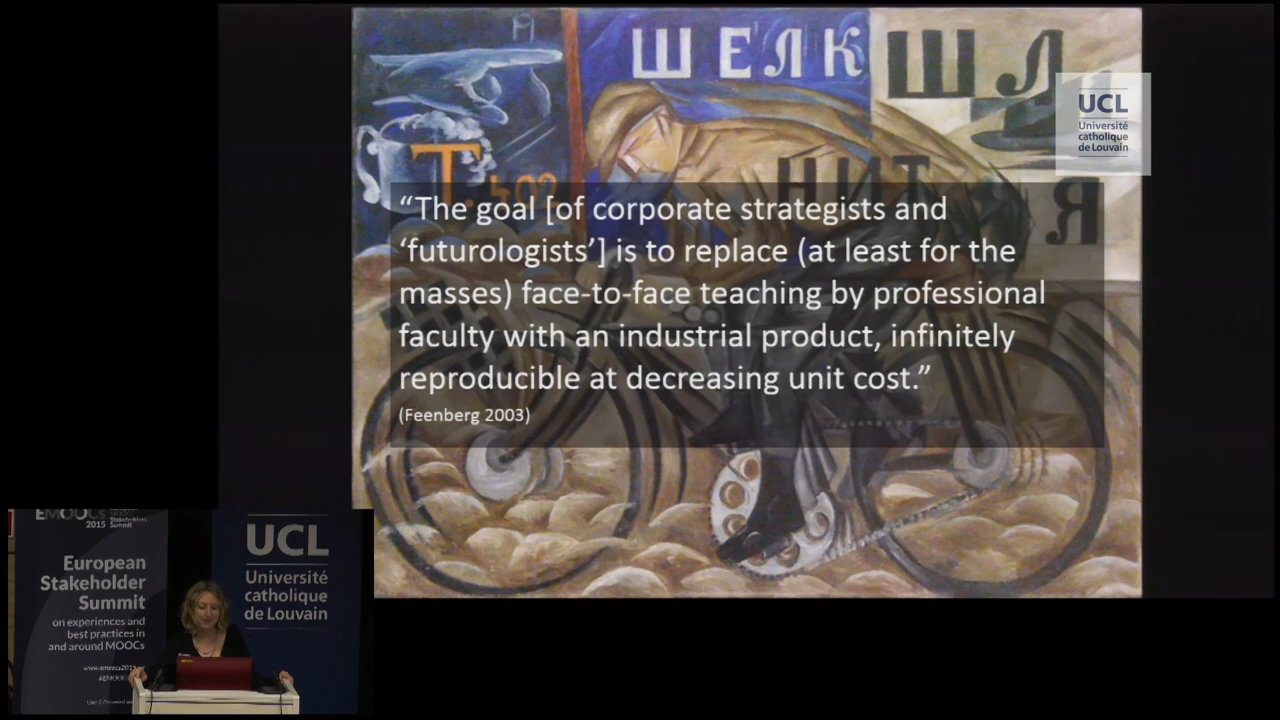 ШЕЛК
ШЛ
Т.402
НИТ
Я
UCL
Université
catholique
de Louvain
“The goal [of corporate strategists and
‘futurologists’] is to replace (at least for the
masses) face-to-face teaching by professional
faculty with an industrial product, infinitely
reproducible at decreasing unit cost.”
(Feenberg 2003)
EMOOCs
2015
Stakeholders
Summit
European
Stakeholder
Summit
on experiences and
best practices in
and around MOOCs
UCL
Université
catholique
de Louvain